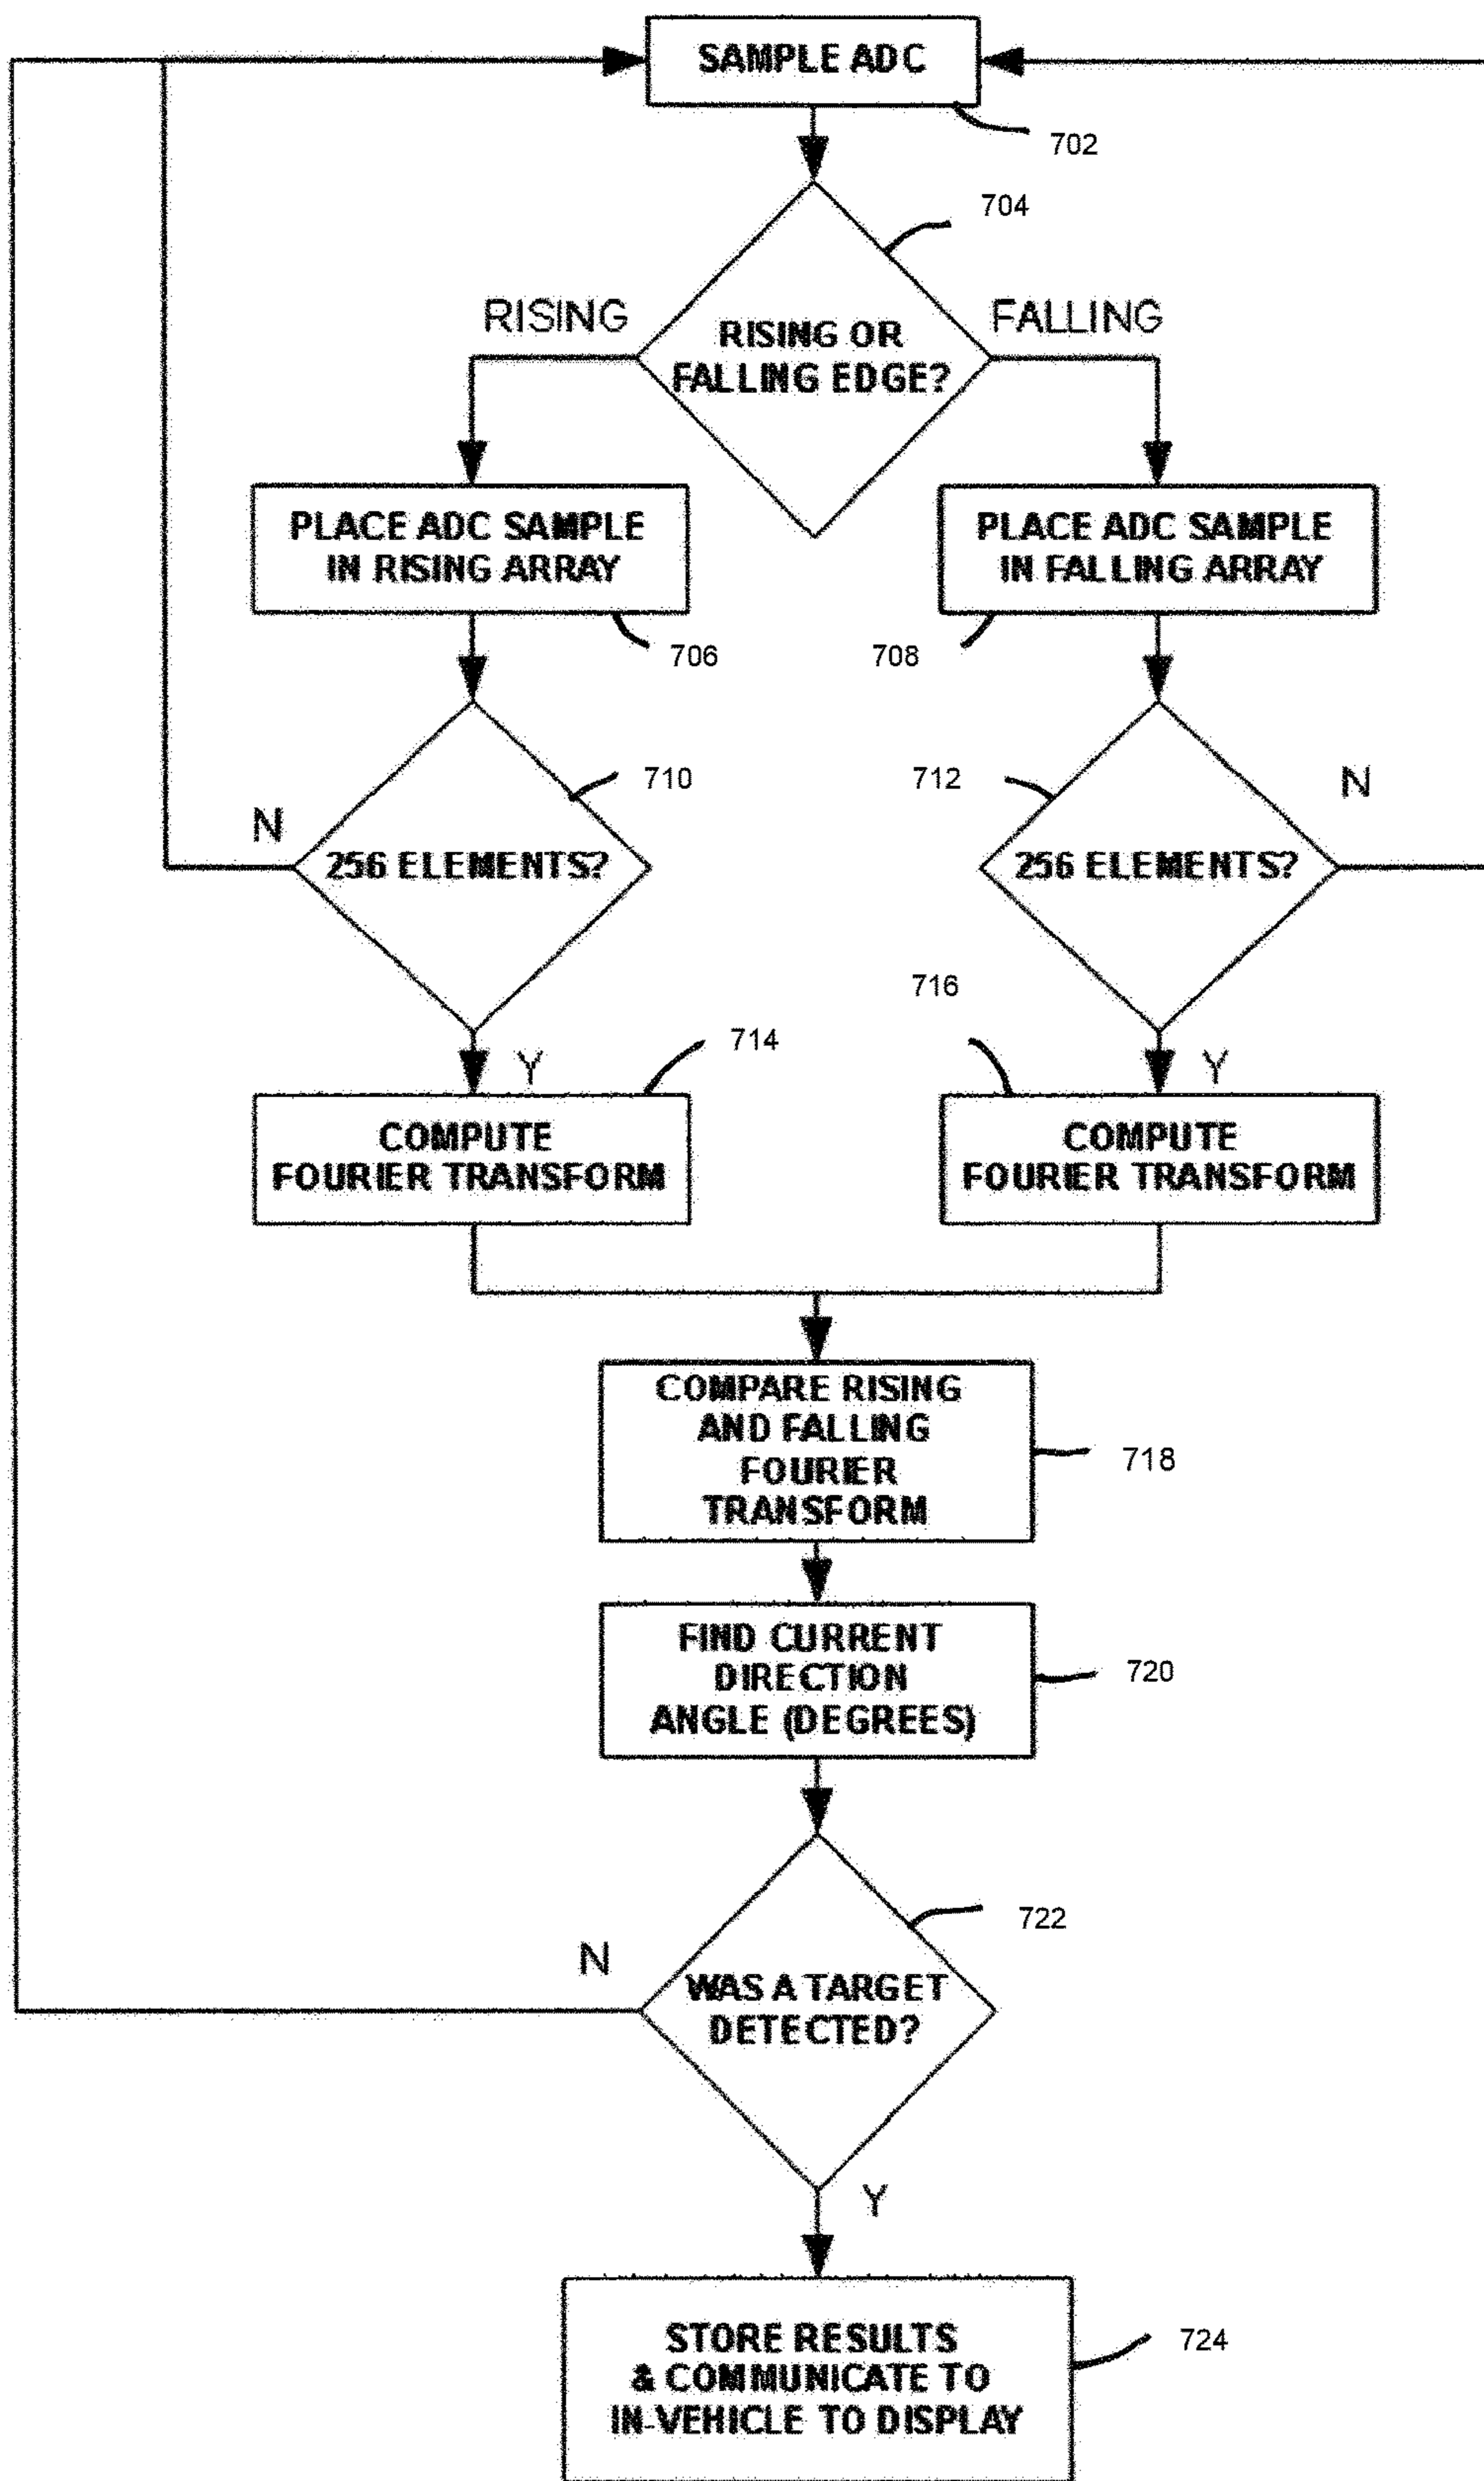 SAMPLE ADC
702
704
RISING
FALLING
RISING OR
FALLING EDGE?
PLACE ADC SAMPLE
IN RISING ARRAY
706
PLACE ADC SAMPLE
IN FALLING ARRAY
708
710
N
256 ELEMENTS?
Y
712
N
256 ELEMENTS?
Y
714
COMPUTE
FOURIER TRANSFORM
716
COMPUTE
FOURIER TRANSFORM
COMPARE RISING
AND FALLING
FOURIER
TRANSFORM
718
FIND CURRENT
DIRECTION
ANGLE (DEGREES)
720
722
N
WAS A TARGET
DETECTED?
Y
STORE RESULTS
& COMMUNICATE TO
IN-VEHICLE TO DISPLAY
724